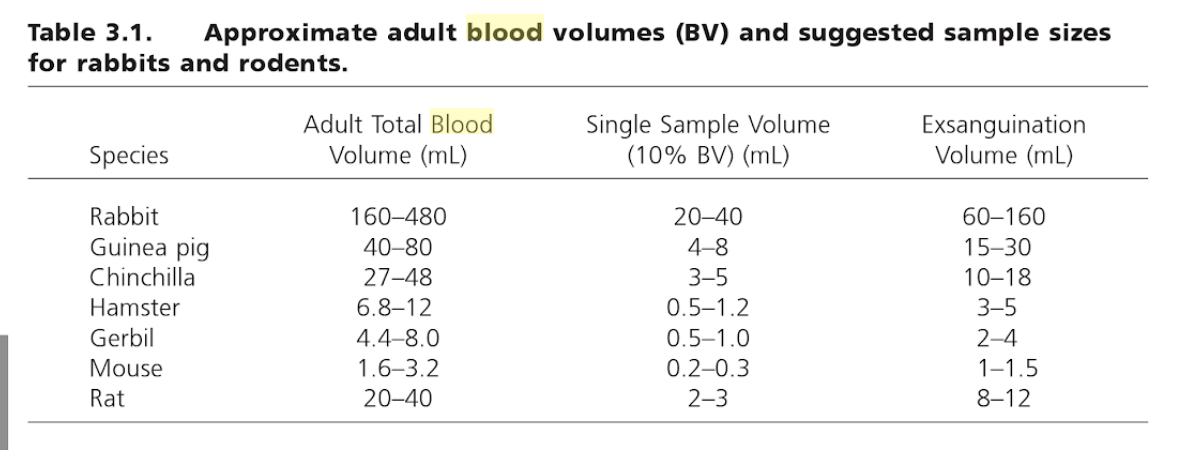 Table 3.1. Approximate adult blood volumes (BV) and suggested sample sizes
for rabbits and rodents.
Adult Total Blood Single Sample Volume Exsanguination
Species Volume (mL) (10% BV) (mL) Volume (mL)
Rabbit 160–480 20–40 60–160
Guinea pig 40–80 4–8 15–30
Chinchilla 27–48 3–5 10–18
Hamster 6.8–12 0.5–1.2 3–5
Gerbil 4.4–8.0 0.5–1.0 2–4
Mouse 1.6–3.2 0.2–0.3 1–1.5
Rat 20–40 2–3 8–12